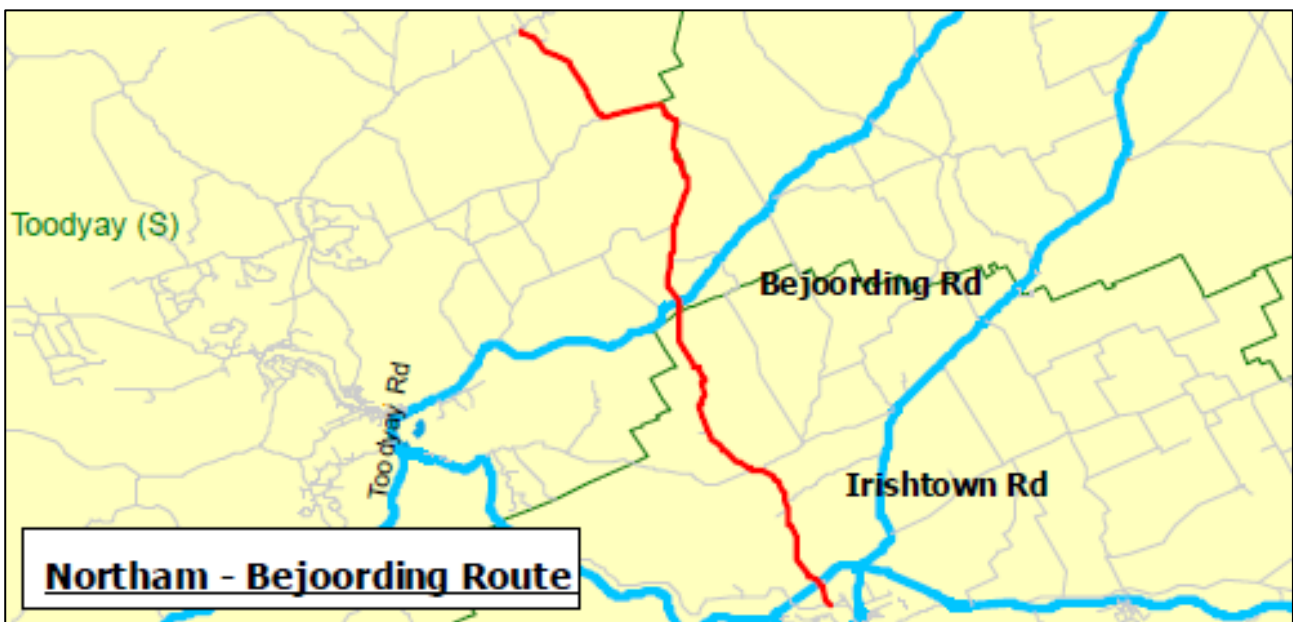 Toodyay (S)
Bejoording Rd
Toodyay Rd
Irishtown Rd
Northam - Bejoording Route